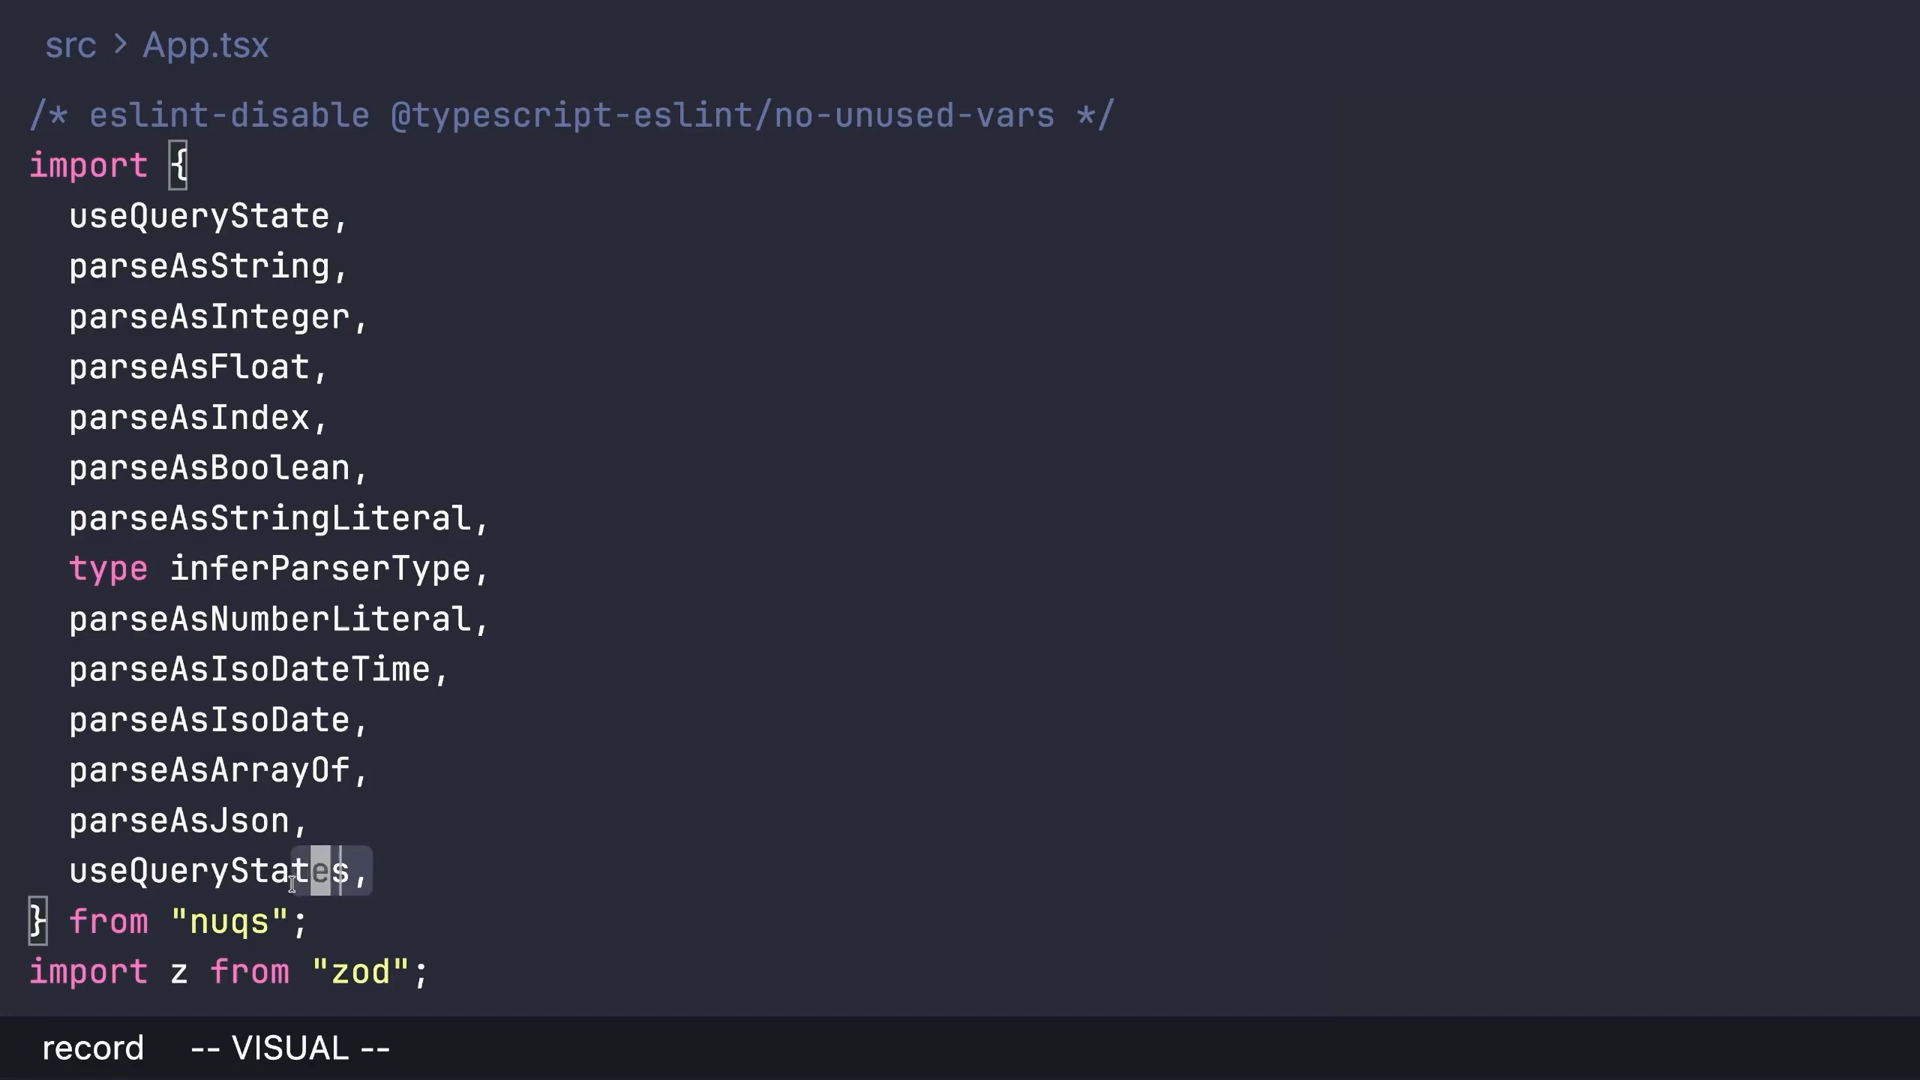 src > App.tsx
/* eslint-disable @typescript-eslint/no-unused-vars */
import {
  useQueryState,
  parseAsString,
  parseAsInteger,
  parseAsFloat,
  parseAsIndex,
  parseAsBoolean,
  parseAsStringLiteral,
  type inferParserType,
  parseAsNumberLiteral,
  parseAsIsoDateTime,
  parseAsIsoDate,
  parseAsArrayOf,
  parseAsJson,
  useQueryStates,
} from "nuqs";
import z from "zod";
record -- VISUAL --